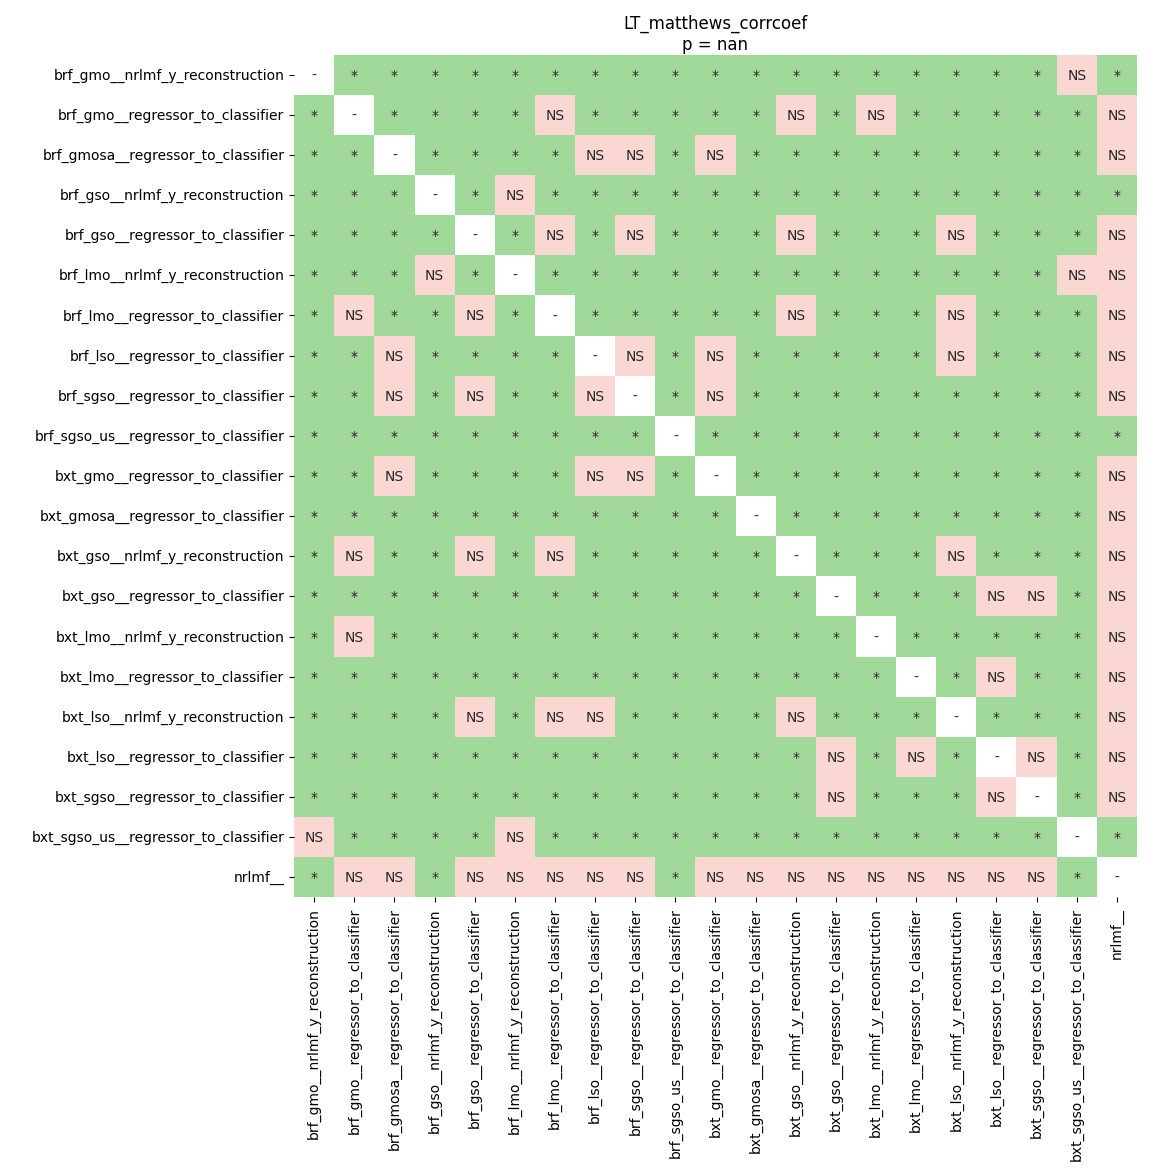 LT_matthews_corrcoef
p = nan
brf_gmo__nrlmf_y_reconstruction - * * * * * * * * * * * * * * * * * * NS *
brf_gmo__regressor_to_classifier * - * * * * NS * * * * * NS * NS * * * * * NS
brf_gmosa__regressor_to_classifier * * - * * * * NS NS * NS * * * * * * * * * NS
brf_gso__nrlmf_y_reconstruction * * * - * NS * * * * * * * * * * * * * * *
brf_gso__regressor_to_classifier * * * * - * NS * NS * * * NS * * * NS * * * NS
brf_lmo__nrlmf_y_reconstruction * * * NS * - * * * * * * * * * * * * * NS NS
brf_lmo__regressor_to_classifier * NS * * NS * - * * * * * NS * * * NS * * * NS
brf_lso__regressor_to_classifier * * NS * * * * - NS * NS * * * * * NS * * * NS
brf_sgso__regressor_to_classifier * * NS * NS * * NS - * NS * * * * * * * * * NS
brf_sgso_us__regressor_to_classifier * * * * * * * * * - * * * * * * * * * * *
bxt_gmo__regressor_to_classifier * * NS * * * * NS NS * - * * * * * * * * * NS
bxt_gmosa__regressor_to_classifier * * * * * * * * * * * - * * * * * * * * NS
bxt_gso__nrlmf_y_reconstruction * NS * * NS * NS * * * * * - * * * NS * * * NS
bxt_gso__regressor_to_classifier * * * * * * * * * * * * * - * * * NS NS * NS
bxt_lmo__nrlmf_y_reconstruction * NS * * * * * * * * * * * * - * * * * * NS
bxt_lmo__regressor_to_classifier * * * * * * * * * * * * * * * - * NS * * NS
bxt_lso__nrlmf_y_reconstruction * * * * NS * NS NS * * * * NS * * * - * * * NS
bxt_lso__regressor_to_classifier * * * * * * * * * * * * * NS * NS * - NS * NS
bxt_sgso__regressor_to_classifier * * * * * * * * * * * * * NS * * * NS - * NS
bxt_sgso_us__regressor_to_classifier NS * * * * NS * * * * * * * * * * * * * - *
nrlmf__ * NS NS * NS NS NS NS NS * NS NS NS NS NS NS NS NS NS * -
brf_gmo__nrlmf_y_reconstruction
brf_gmo__regressor_to_classifier
brf_gmosa__regressor_to_classifier
brf_gso__nrlmf_y_reconstruction
brf_gso__regressor_to_classifier
brf_lmo__nrlmf_y_reconstruction
brf_lmo__regressor_to_classifier
brf_lso__regressor_to_classifier
brf_sgso__regressor_to_classifier
brf_sgso_us__regressor_to_classifier
bxt_gmo__regressor_to_classifier
bxt_gmosa__regressor_to_classifier
bxt_gso__nrlmf_y_reconstruction
bxt_gso__regressor_to_classifier
bxt_lmo__nrlmf_y_reconstruction
bxt_lmo__regressor_to_classifier
bxt_lso__nrlmf_y_reconstruction
bxt_lso__regressor_to_classifier
bxt_sgso__regressor_to_classifier
bxt_sgso_us__regressor_to_classifier
nrlmf__